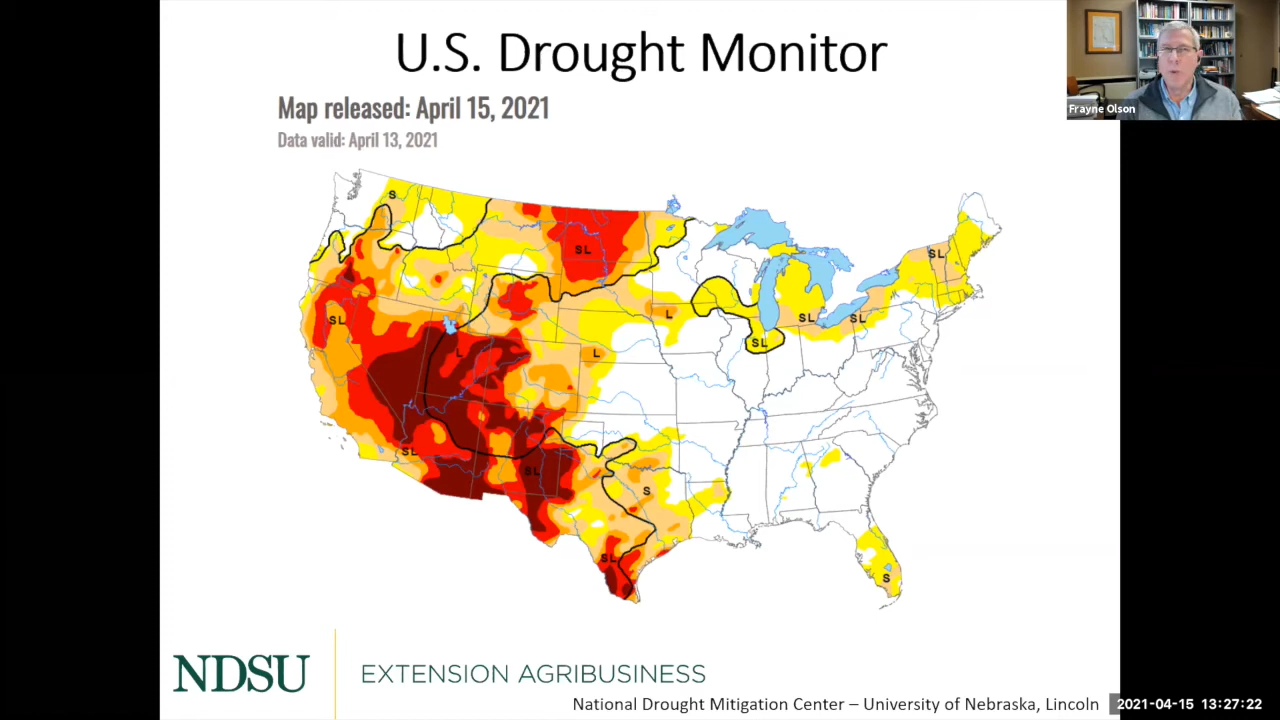 U.S. Drought Monitor
Frayne Olson
Map released: April 15, 2021
Data valid: April 13, 2021
S
SL
SL
SL
L
SL
SL
SL
L
L
SL
SL
SL
S
SL
S
NDSU
EXTENSION AGRIBUSINESS
National Drought Mitigation Center – University of Nebraska, Lincoln
2021-04-15 13:27:22